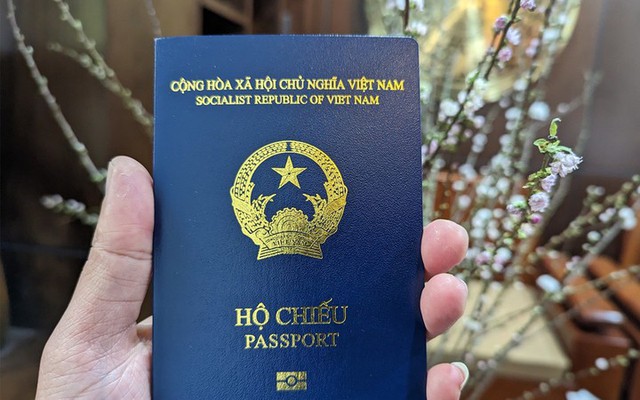 CỘNG HÒA XÃ HỘI CHỦ NGHĨA VIỆT NAM
SOCIALIST REPUBLIC OF VIET NAM
HỘ CHIẾU
PASSPORT